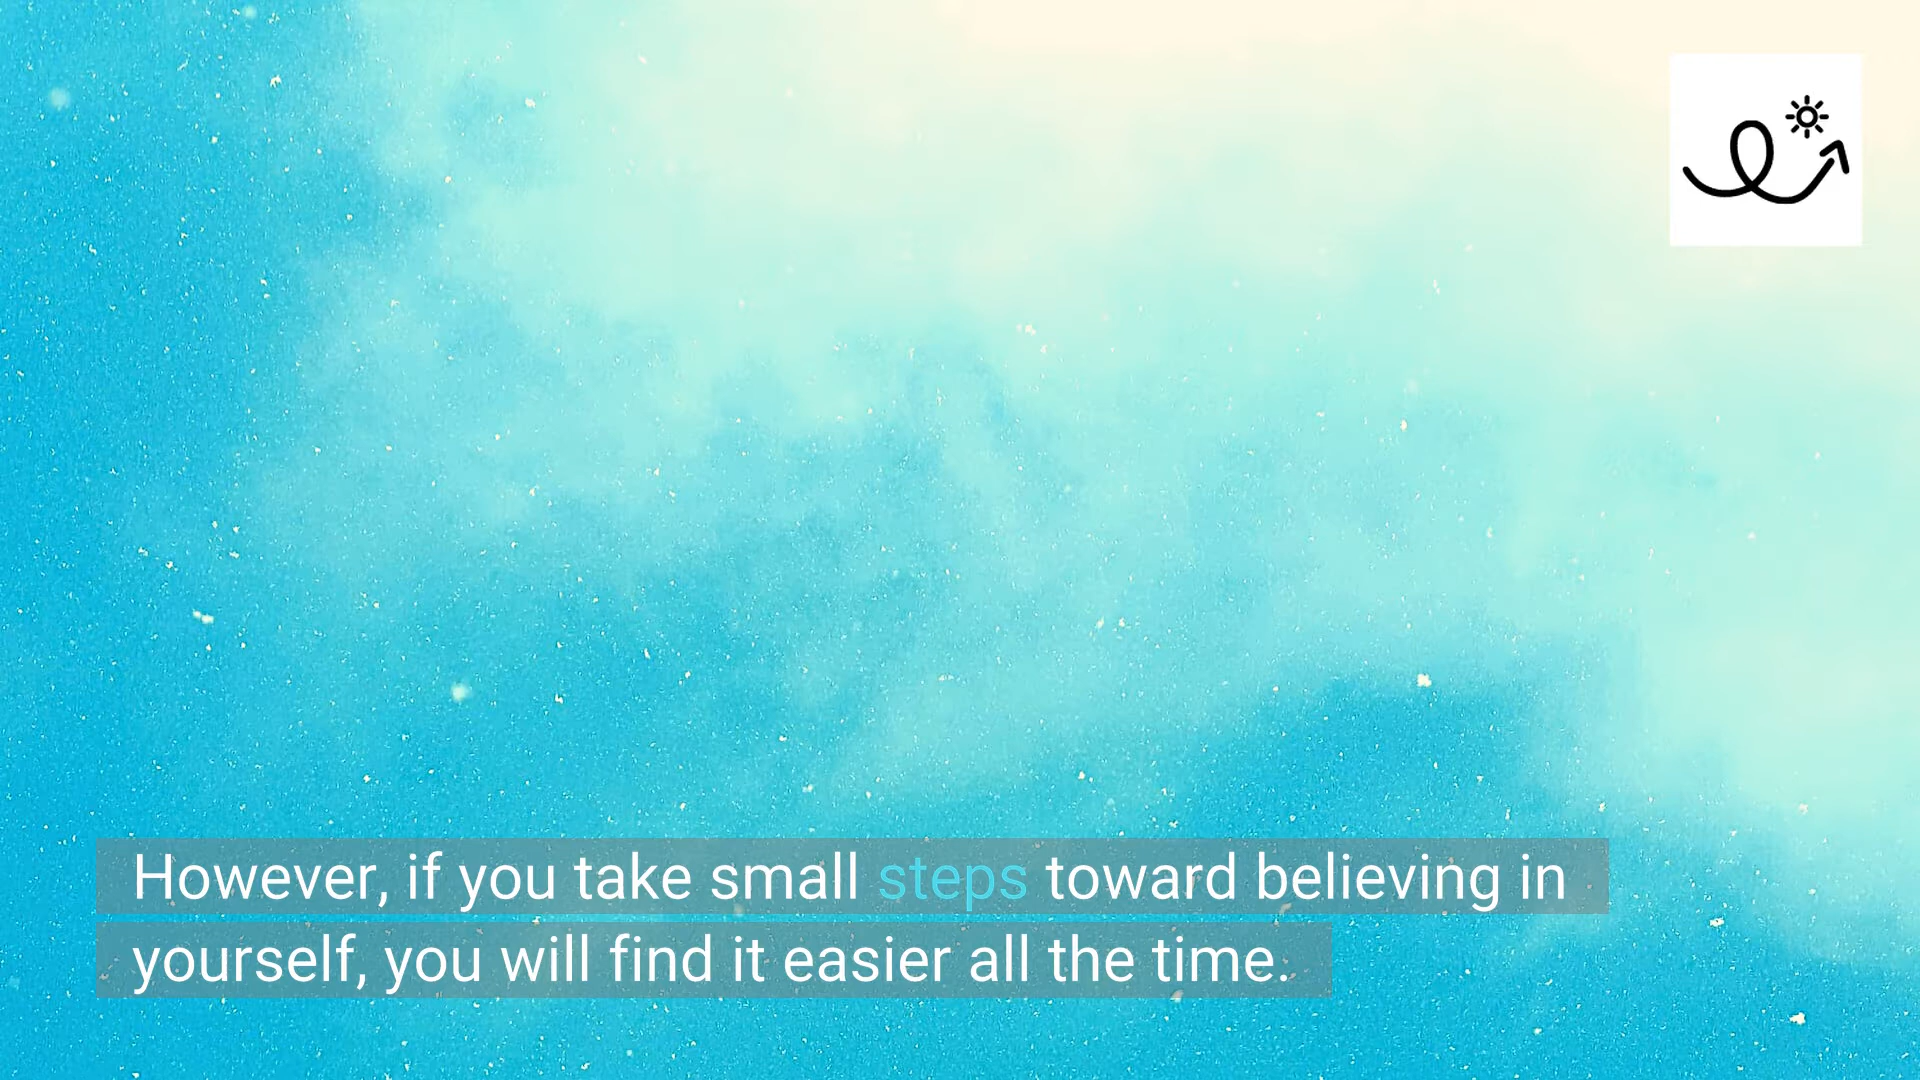 However, if you take small steps toward believing in
yourself, you will find it easier all the time.